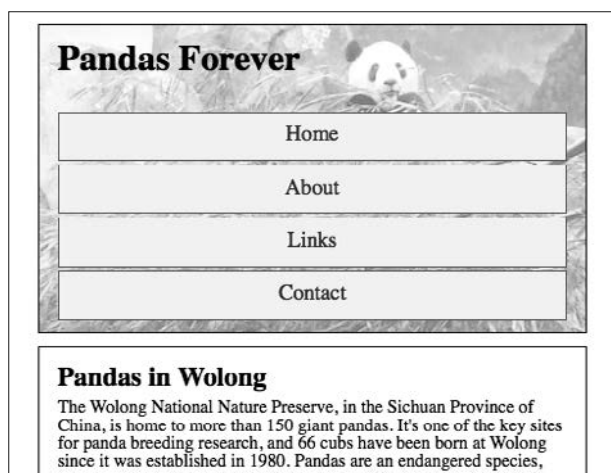 Pandas Forever
Home
About
Links
Contact
Pandas in Wolong
The Wolong National Nature Preserve, in the Sichuan Province of
China, is home to more than 150 giant pandas. It's one of the key sites
for panda breeding research, and 66 cubs have been born at Wolong
since it was established in 1980. Pandas are an endangered species,